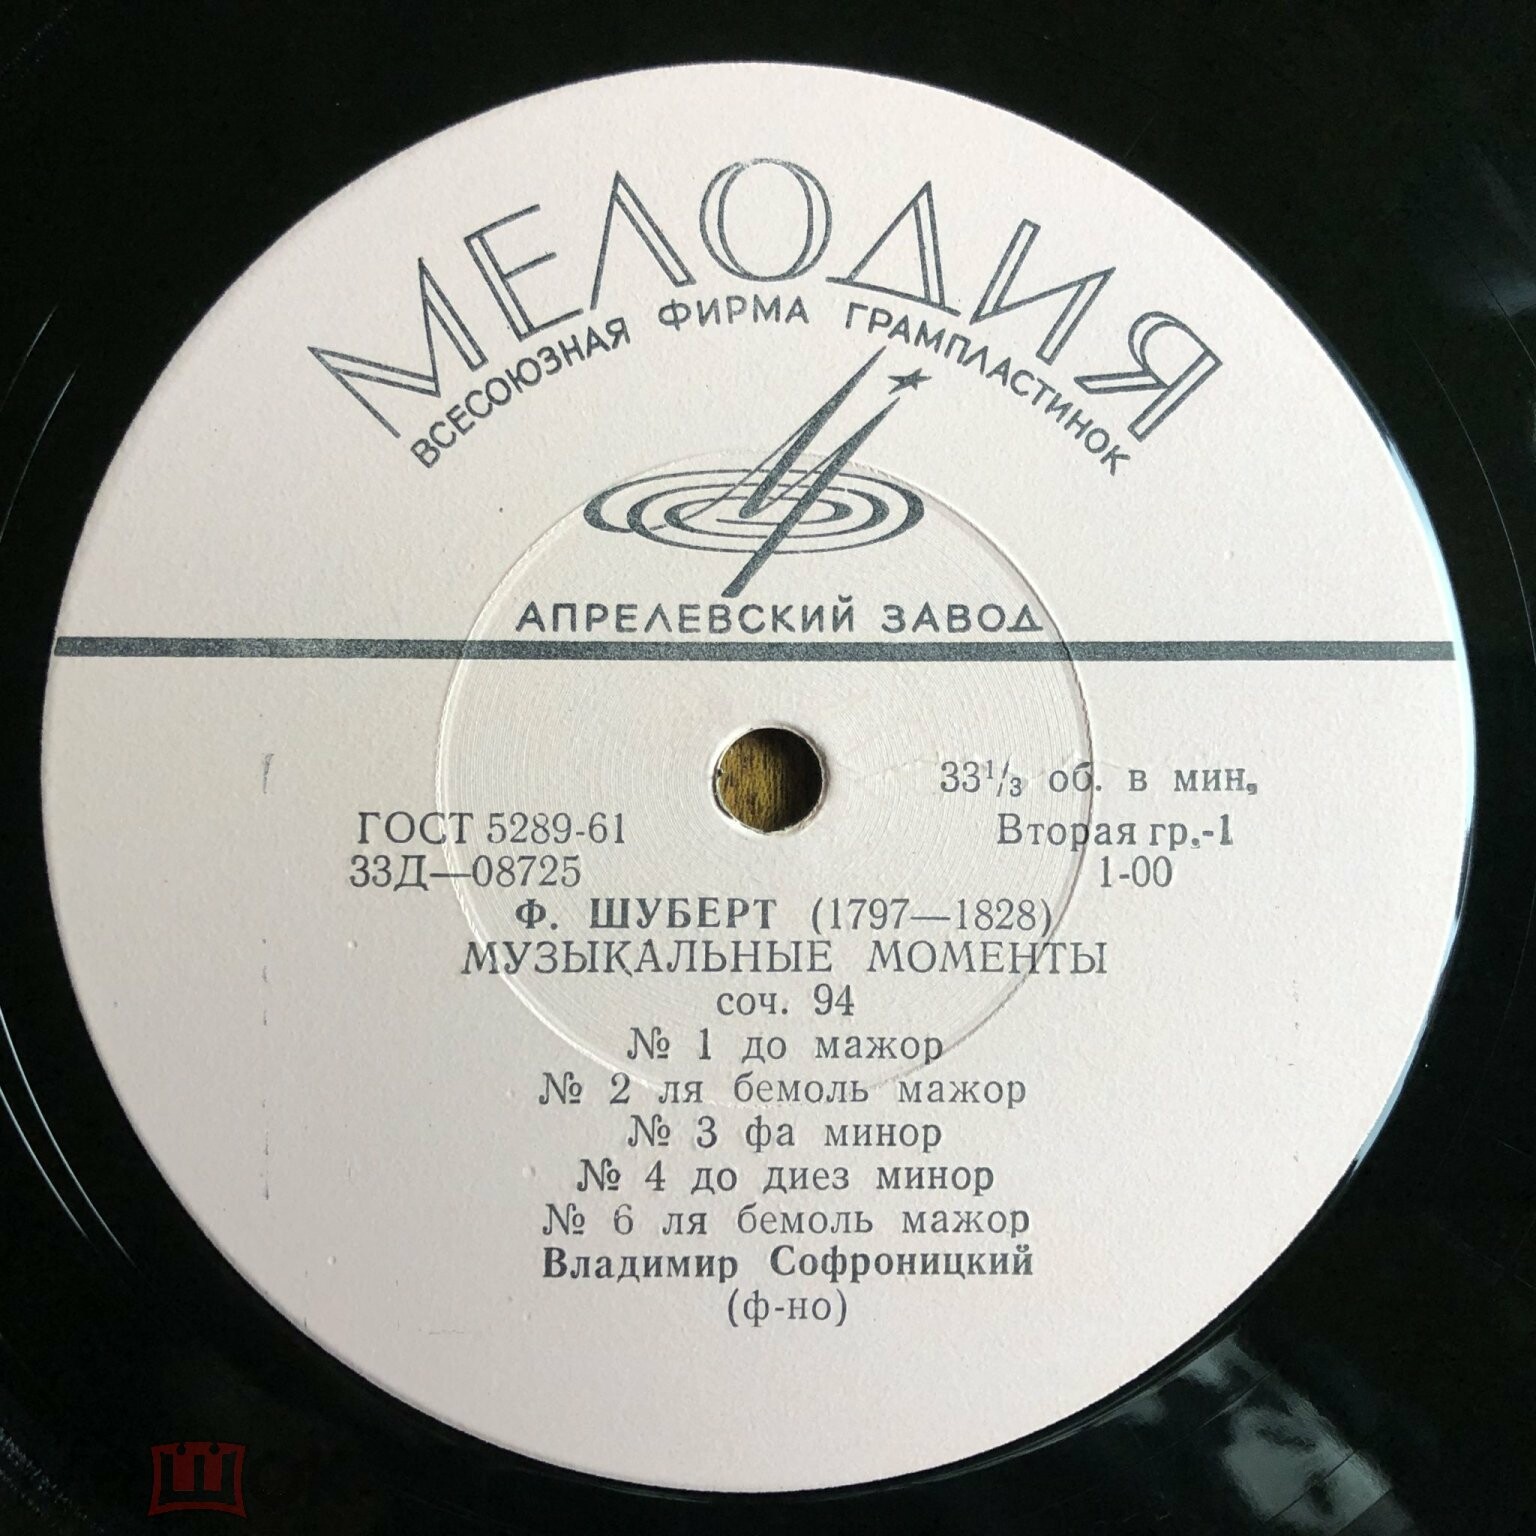 МЕЛОДИЯ
ВСЕСОЮЗНАЯ ФИРМА ГРАМПЛАСТИНОК
АПРЕЛЕВСКИЙ ЗАВОД
33⅓ об. в мин,
ГОСТ 5289-61
Вторая гр.-1
33Д—08725
1-00
Ф. ШУБЕРТ (1797—1828)
МУЗЫКАЛЬНЫЕ МОМЕНТЫ
соч. 94
№ 1 до мажор
№ 2 ля бемоль мажор
№ 3 фа минор
№ 4 до диез минор
№ 6 ля бемоль мажор
Владимир Софроницкий
(ф-но)